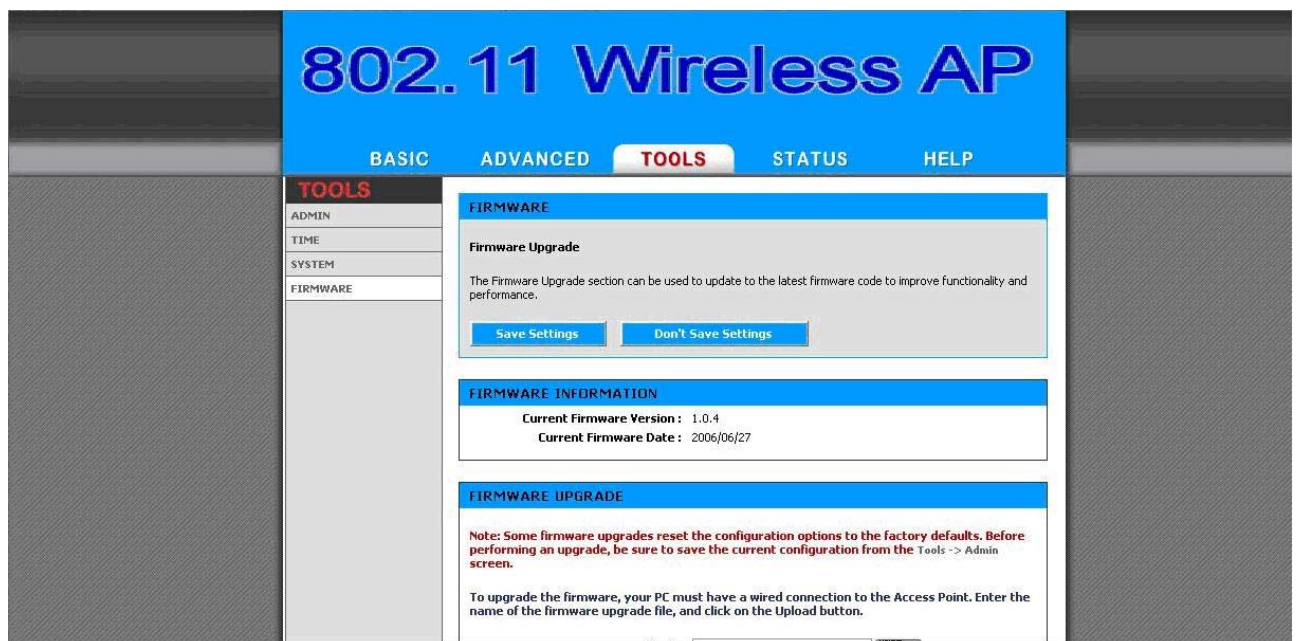 802.11 Wireless AP
BASIC ADVANCED TOOLS STATUS HELP
TOOLS
ADMIN
TIME
SYSTEM
FIRMWARE
FIRMWARE
Firmware Upgrade
The Firmware Upgrade section can be used to update to the latest firmware code to improve functionality and
performance.
Save Settings Don't Save Settings
FIRMWARE INFORMATION
Current Firmware Version : 1.0.4
Current Firmware Date : 2006/06/27
FIRMWARE UPGRADE
Note: Some firmware upgrades reset the configuration options to the factory defaults. Before
performing an upgrade, be sure to save the current configuration from the Tools -> Admin
screen.
To upgrade the firmware, your PC must have a wired connection to the Access Point. Enter the
name of the firmware upgrade file, and click on the Upload button.